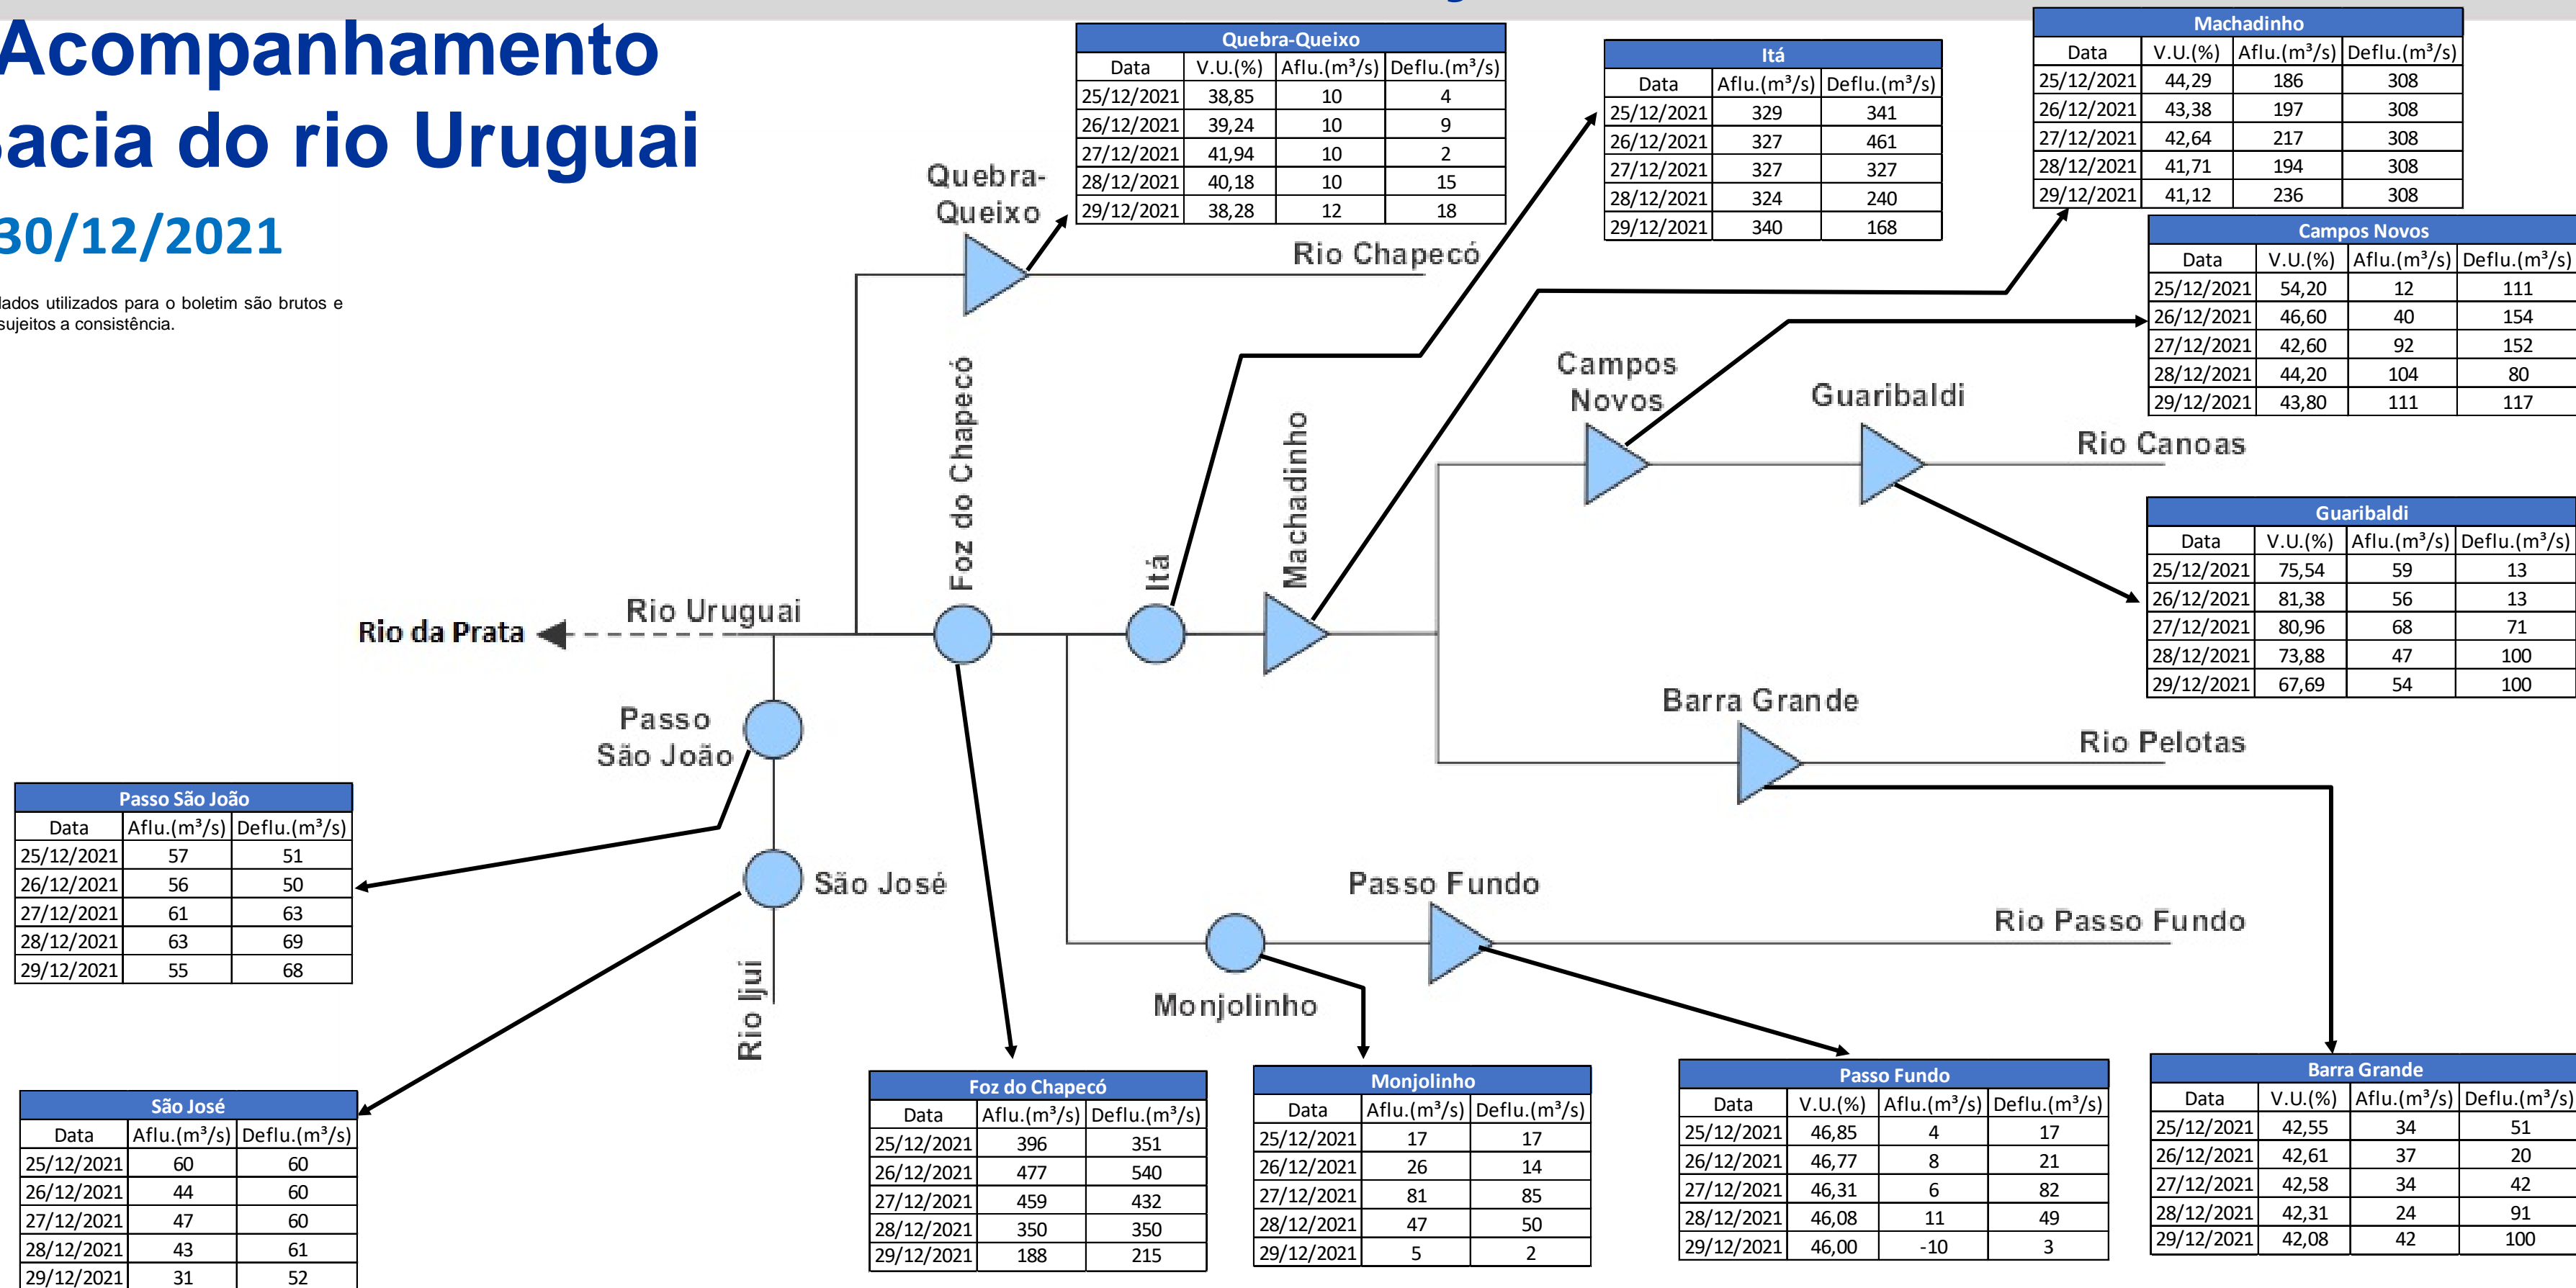 Acompanhamento
Bacia do rio Uruguai
30/12/2021
dados utilizados para o boletim são brutos e
sujeitos a consistência.
Quebra-Queixo
Data V.U.(%) Aflu.(m³/s) Deflu.(m³/s)
25/12/2021 38,85 10 4
26/12/2021 39,24 10 9
27/12/2021 41,94 10 2
28/12/2021 40,18 10 15
29/12/2021 38,28 12 18
Itá
Data Aflu.(m³/s) Deflu.(m³/s)
25/12/2021 329 341
26/12/2021 327 461
27/12/2021 327 327
28/12/2021 324 240
29/12/2021 340 168
Machadinho
Data V.U.(%) Aflu.(m³/s) Deflu.(m³/s)
25/12/2021 44,29 186 308
26/12/2021 43,38 197 308
27/12/2021 42,64 217 308
28/12/2021 41,71 194 308
29/12/2021 41,12 236 308
Campos Novos
Data V.U.(%) Aflu.(m³/s) Deflu.(m³/s)
25/12/2021 54,20 12 111
26/12/2021 46,60 40 154
27/12/2021 42,60 92 152
28/12/2021 44,20 104 80
29/12/2021 43,80 111 117
Quebra-
Queixo
Rio Chapecó
Foz do Chapecó
Itá
Machadinho
Campos
Novos
Guaribaldi
Rio Canoas
Guaribaldi
Data V.U.(%) Aflu.(m³/s) Deflu.(m³/s)
25/12/2021 75,54 59 13
26/12/2021 81,38 56 13
27/12/2021 80,96 68 71
28/12/2021 73,88 47 100
29/12/2021 67,69 54 100
Rio da Prata
Rio Uruguai
Barra Grande
Rio Pelotas
Passo
São João
São José
Rio Ijuí
Passo Fundo
Rio Passo Fundo
Monjolinho
Passo São João
Data Aflu.(m³/s) Deflu.(m³/s)
25/12/2021 57 51
26/12/2021 56 50
27/12/2021 61 63
28/12/2021 63 69
29/12/2021 55 68
São José
Data Aflu.(m³/s) Deflu.(m³/s)
25/12/2021 60 60
26/12/2021 44 60
27/12/2021 47 60
28/12/2021 43 61
29/12/2021 31 52
Foz do Chapecó
Data Aflu.(m³/s) Deflu.(m³/s)
25/12/2021 396 351
26/12/2021 477 540
27/12/2021 459 432
28/12/2021 350 350
29/12/2021 188 215
Monjolinho
Data Aflu.(m³/s) Deflu.(m³/s)
25/12/2021 17 17
26/12/2021 26 14
27/12/2021 81 85
28/12/2021 47 50
29/12/2021 5 2
Passo Fundo
Data V.U.(%) Aflu.(m³/s) Deflu.(m³/s)
25/12/2021 46,85 4 17
26/12/2021 46,77 8 21
27/12/2021 46,31 6 82
28/12/2021 46,08 11 49
29/12/2021 46,00 -10 3
Barra Grande
Data V.U.(%) Aflu.(m³/s) Deflu.(m³/s)
25/12/2021 42,55 34 51
26/12/2021 42,61 37 20
27/12/2021 42,58 34 42
28/12/2021 42,31 24 91
29/12/2021 42,08 42 100